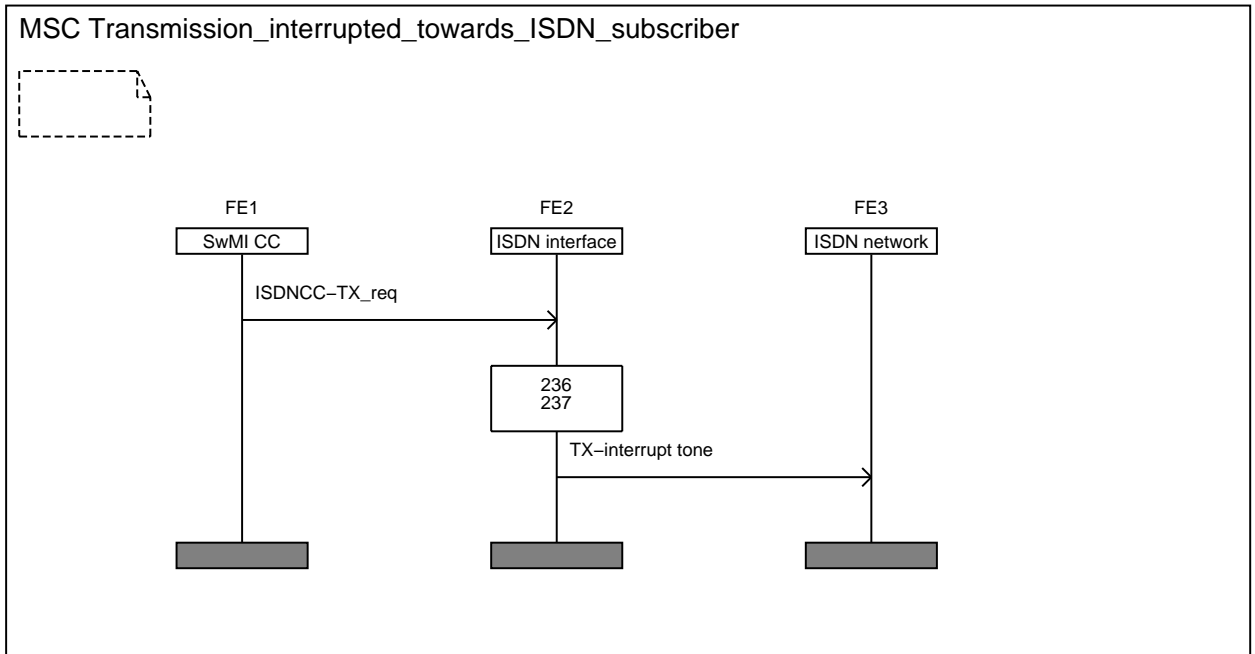 MSC Transmission_interrupted_towards_ISDN_subscriber
FE1 FE2 FE3
SwMI CC ISDN interface ISDN network
ISDNCC−TX_req
236
237
TX−interrupt tone